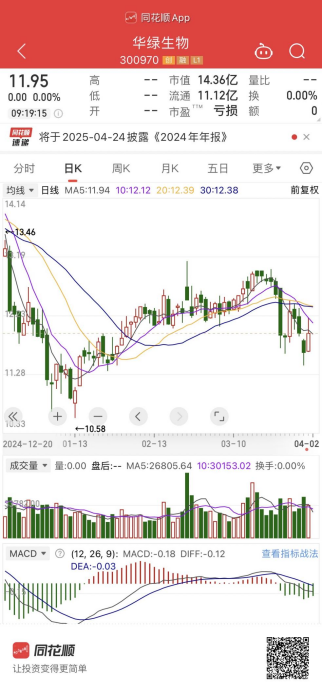 同花顺App
华绿生物
300970 创 融 L1
11.95 高 -- 市值 14.36亿 量比 --
0.00 0.00% 低 -- 流通 11.12亿 换 0.00%
09:19:15 开 -- 市盈™ 亏损 额 0
同花顺 速递 将于2025-04-24披露《2024年年报》
分时 日K 周K 月K 五日 更多
均线 日线 MA5:11.94 10:12.12 20:12.39 30:12.38 前复权
14.14
13.46
11.28
10.58
10.33
2024-12-20 01-13 02-13 03-10 04-02
成交量 量:0.00 盘后:-- MA5:26805.64 10:30153.02 换手:0.00%
MACD (12, 26, 9): MACD:-0.18 DIFF:-0.12 查看指标战法
DEA:-0.03
同花顺
让投资变得更简单